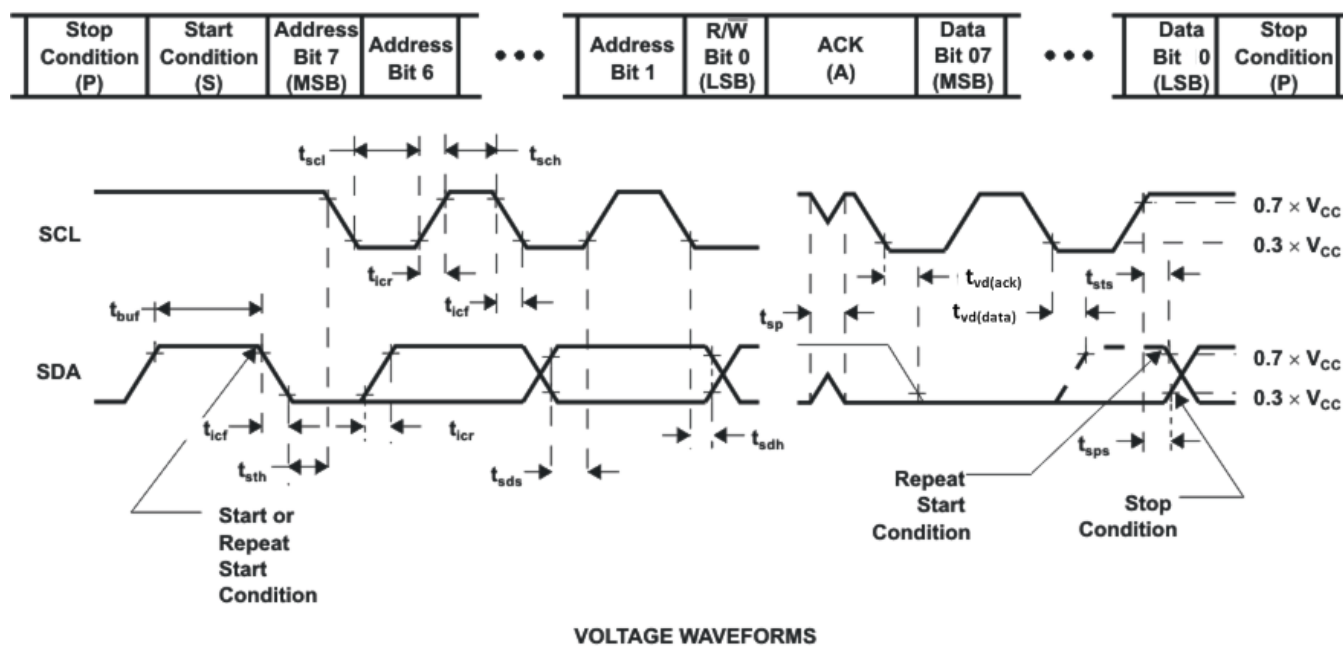 Stop
Condition
(P)
Start
Condition
(S)
Address
Bit 7
(MSB)
Address
Bit 6
•••
Address
Bit 1
R/W̅
Bit 0
(LSB)
ACK
(A)
Data
Bit 07
(MSB)
•••
Data
Bit 0
(LSB)
Stop
Condition
(P)
tscl
tsch
SCL
0.7 × VCC
0.3 × VCC
ticr
tvd(ack)
tsts
tbuf
ticf
tsp
tvd(data)
SDA
0.7 × VCC
0.3 × VCC
ticf
ticr
tsdh
tsps
tsth
tsds
Start or
Repeat
Start
Condition
Repeat
Start
Condition
Stop
Condition
VOLTAGE WAVEFORMS